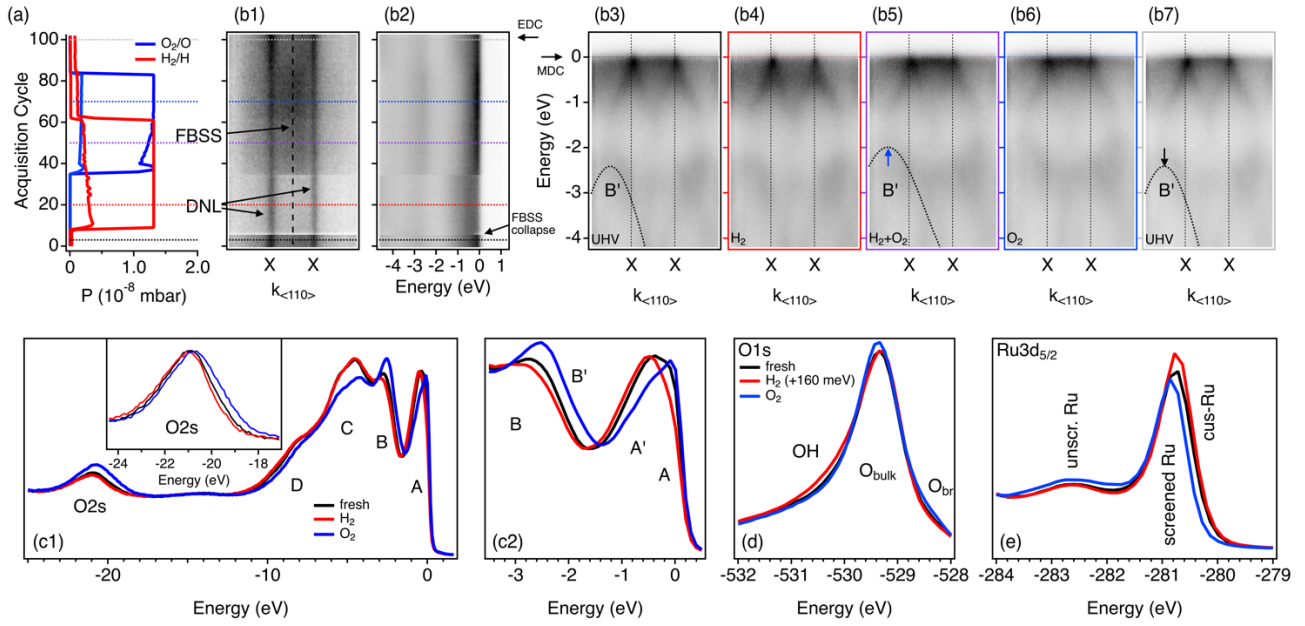 (a)
(b1)
(b2)
(b3)
(b4)
(b5)
(b6)
(b7)
Acquisition Cycle
100
80
60
40
20
0
O₂/O
H₂/H
0
1.0
2.0
P (10⁻⁸ mbar)
FBSS
DNL
X
X
k<110>
EDC
FBSS
collapse
-4
-3
-2
-1
0
1
Energy (eV)
MDC
Energy (eV)
0
-1
-2
-3
-4
B'
UHV
X X
k<110>
H₂
X X
k<110>
B'
H₂+O₂
X X
k<110>
O₂
X X
k<110>
B'
UHV
X X
k<110>
O2s
-24
-22
-20
-18
Energy (eV)
O2s
D
C
B
A
fresh
H₂
O₂
(c1)
-20
-10
0
Energy (eV)
B
B'
A'
A
(c2)
-3
-2
-1
0
Energy (eV)
O1s
fresh
H₂ (+160 meV)
O₂
OH
O bulk
O br
(d)
-532
-531
-530
-529
-528
Energy (eV)
Ru3d₅/₂
unscr. Ru
screened Ru
cus-Ru
(e)
-284
-283
-282
-281
-280
-279
Energy (eV)